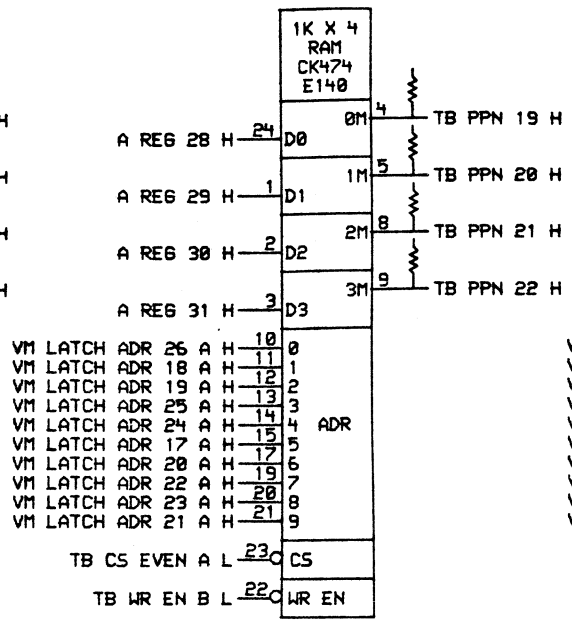 1K X 4
RAM
CK474
E140
H
0M 4 TB PPN 19 H
A REG 28 H 24 D0
H
1M 5 TB PPN 20 H
A REG 29 H 1 D1
H
2M 8 TB PPN 21 H
A REG 30 H 2 D2
H
3M 9 TB PPN 22 H
A REG 31 H 3 D3
VM LATCH ADR 26 A H 10 0
VM LATCH ADR 18 A H 11 1
VM LATCH ADR 19 A H 12 2
VM LATCH ADR 25 A H 13 3
VM LATCH ADR 24 A H 14 4 ADR
VM LATCH ADR 17 A H 15 5
VM LATCH ADR 20 A H 17 6
VM LATCH ADR 22 A H 19 7
VM LATCH ADR 23 A H 20 8
VM LATCH ADR 21 A H 21 9
TB CS EVEN A L 23 CS
TB WR EN B L 22 WR EN